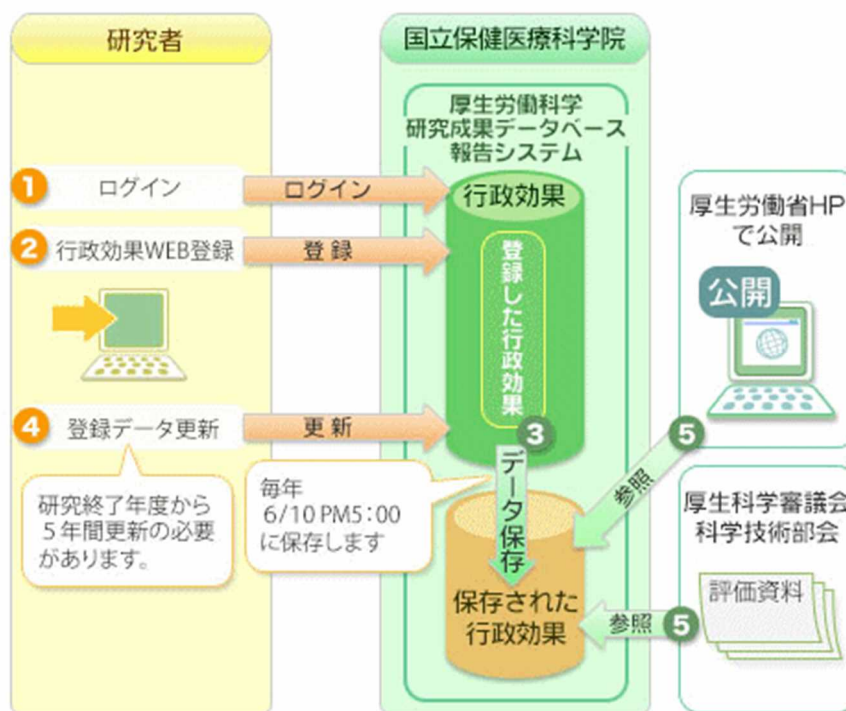 研究者
国立保健医療科学院
厚生労働科学
研究成果データベース
報告システム
1
ログイン
ログイン
行政効果
2
行政効果WEB登録
登録
登録した行政効果
4
登録データ更新
更新
研究終了年度から
5年間更新の必要
があります。
毎年
6/10 PM5:00
に保存します
3
データ保存
保存された
行政効果
厚生労働省HP
で公開
公開
5
参照
厚生科学審議会
科学技術部会
評価資料
参照
5